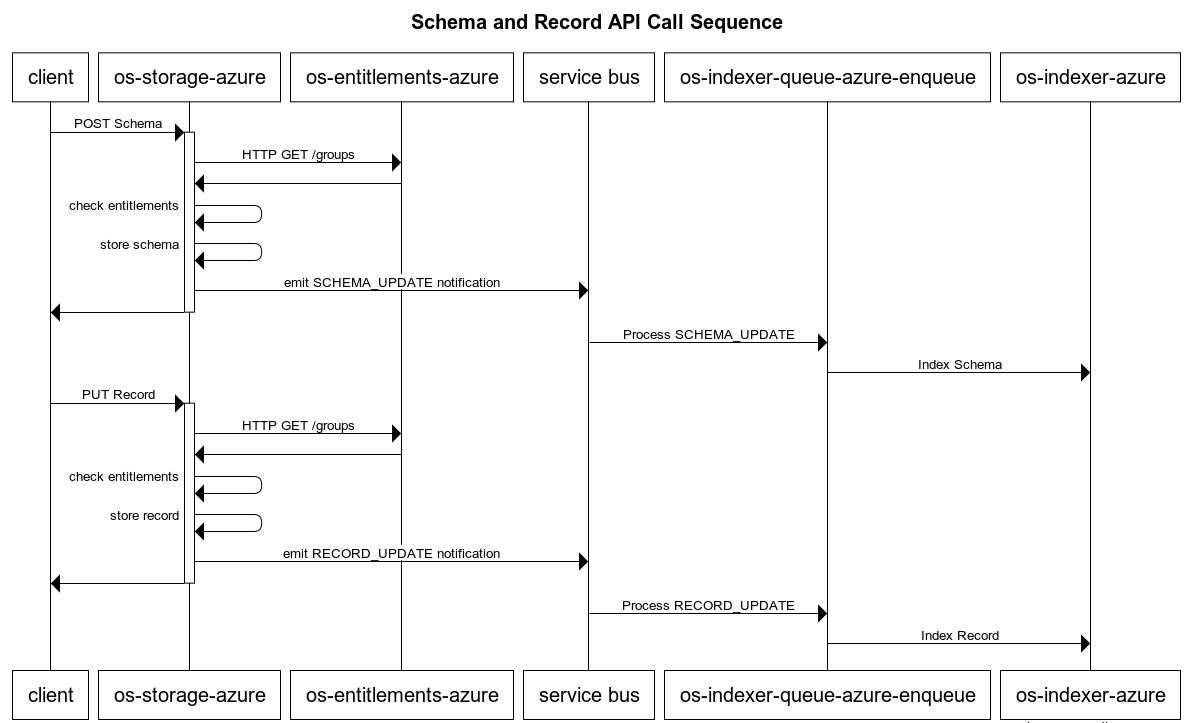 Schema and Record API Call Sequence
client
os-storage-azure
os-entitlements-azure
service bus
os-indexer-queue-azure-enqueue
os-indexer-azure
POST Schema
HTTP GET /groups
check entitlements
store schema
emit SCHEMA_UPDATE notification
Process SCHEMA_UPDATE
Index Schema
PUT Record
HTTP GET /groups
check entitlements
store record
emit RECORD_UPDATE notification
Process RECORD_UPDATE
Index Record
client
os-storage-azure
os-entitlements-azure
service bus
os-indexer-queue-azure-enqueue
os-indexer-azure